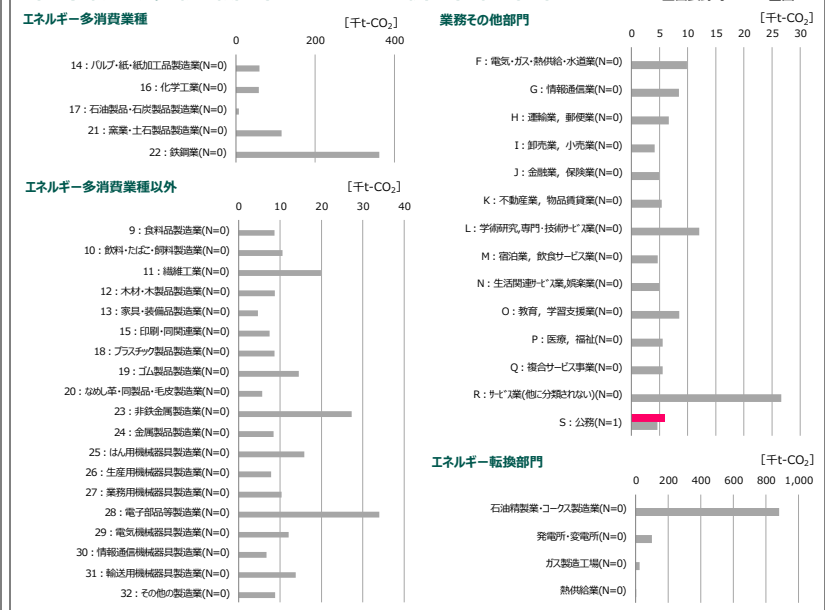 エネルギー多消費業種
[千t-CO₂]
0 200 400
14：パルプ・紙・紙加工品製造業(N=0)
16：化学工業(N=0)
17：石油製品・石炭製品製造業(N=0)
21：窯業・土石製品製造業(N=0)
22：鉄鋼業(N=0)
エネルギー多消費業種以外
[千t-CO₂]
0 10 20 30 40
9：食料品製造業(N=0)
10：飲料・たばこ・飼料製造業(N=0)
11：繊維工業(N=0)
12：木材・木製品製造業(N=0)
13：家具・装備品製造業(N=0)
15：印刷・同関連業(N=0)
18：プラスチック製品製造業(N=0)
19：ゴム製品製造業(N=0)
20：なめし革・同製品・毛皮製造業(N=0)
23：非鉄金属製造業(N=0)
24：金属製品製造業(N=0)
25：はん用機械器具製造業(N=0)
26：生産用機械器具製造業(N=0)
27：業務用機械器具製造業(N=0)
28：電子部品等製造業(N=0)
29：電気機械器具製造業(N=0)
30：情報通信機械器具製造業(N=0)
31：輸送用機械器具製造業(N=0)
32：その他の製造業(N=0)
業務その他部門
[千t-CO₂]
0 5 10 15 20 25 30
F：電気・ガス・熱供給・水道業(N=0)
G：情報通信業(N=0)
H：運輸業，郵便業(N=0)
I：卸売業，小売業(N=0)
J：金融業，保険業(N=0)
K：不動産業，物品賃貸業(N=0)
L：学術研究,専門・技術ｻｰﾋﾞｽ業(N=0)
M：宿泊業，飲食サービス業(N=0)
N：生活関連ｻｰﾋﾞｽ業,娯楽業(N=0)
O：教育，学習支援業(N=0)
P：医療，福祉(N=0)
Q：複合サービス事業(N=0)
R：ｻｰﾋﾞｽ業(他に分類されない)(N=0)
S：公務(N=1)
エネルギー転換部門
[千t-CO₂]
0 200 400 600 800 1,000
石油精製業・コークス製造業(N=0)
発電所・変電所(N=0)
ガス製造工場(N=0)
熱供給業(N=0)